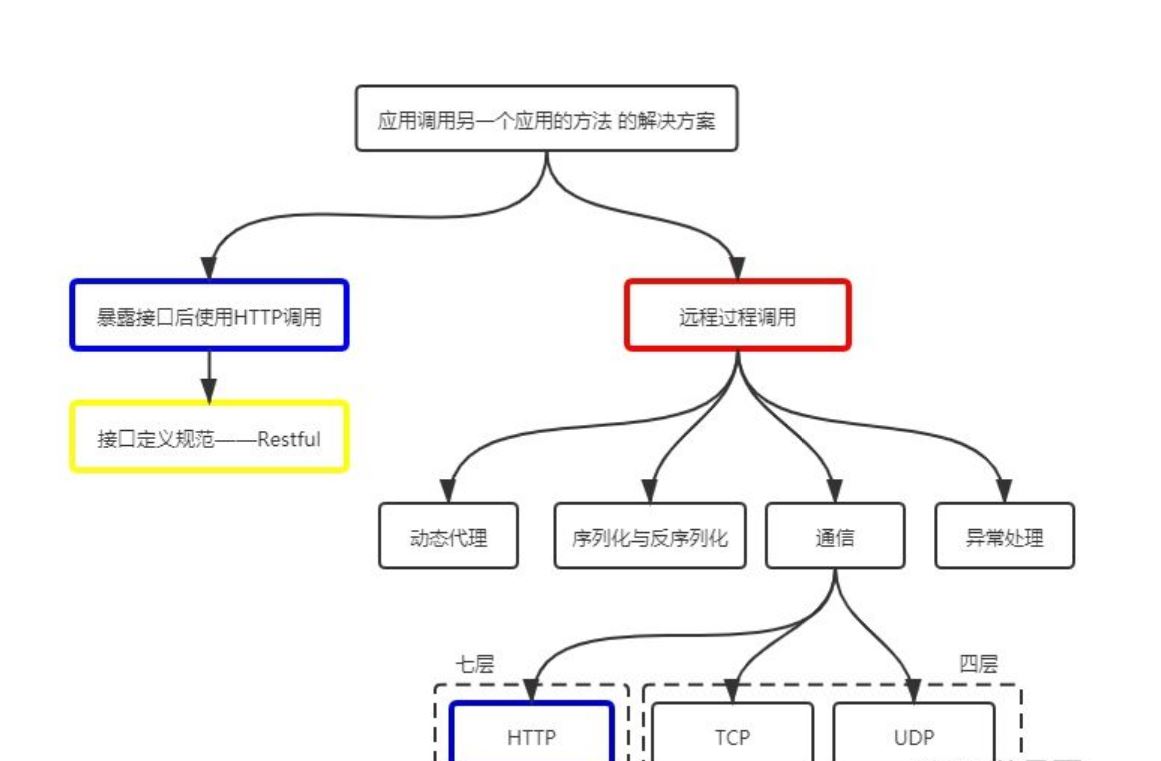 应用调用另一个应用的方法 的解决方案
暴露接口后使用HTTP调用
远程过程调用
接口定义规范——Restful
动态代理
序列化与反序列化
通信
异常处理
七层
四层
HTTP
TCP
UDP